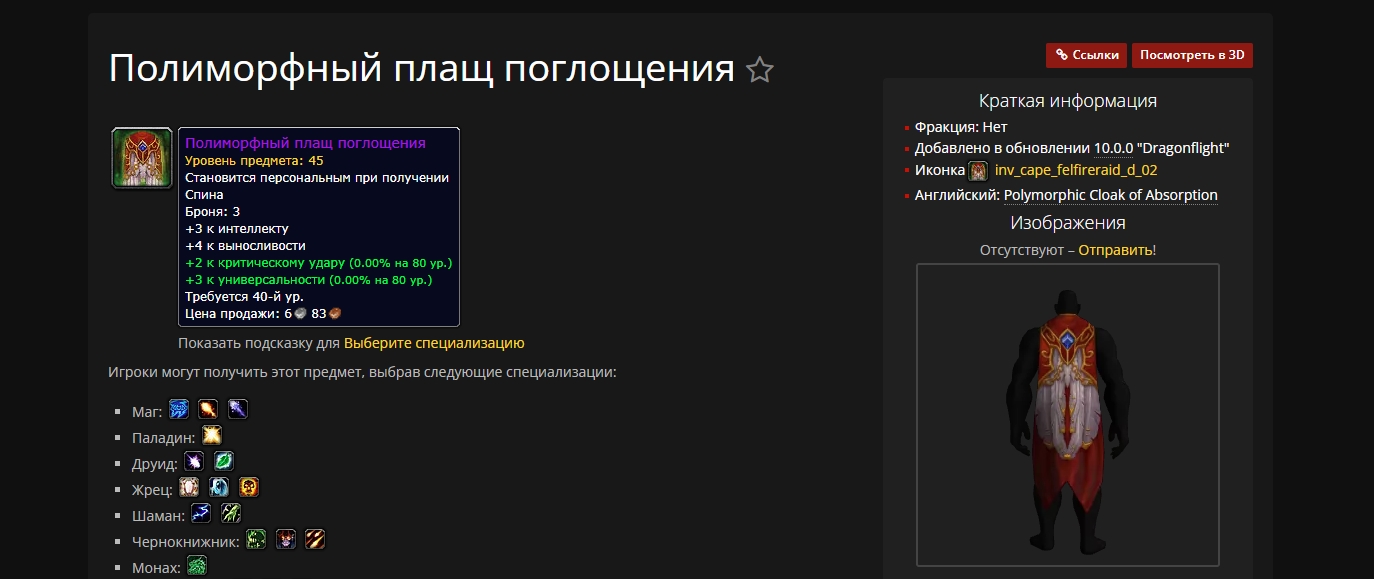 Полиморфный плащ поглощения
Ссылки
Посмотреть в 3D
Полиморфный плащ поглощения
Уровень предмета: 45
Становится персональным при получении
Спина
Броня: 3
+3 к интеллекту
+4 к выносливости
+2 к критическому удару (0.00% на 80 ур.)
+3 к универсальности (0.00% на 80 ур.)
Требуется 40-й ур.
Цена продажи: 6 83
Показать подсказку для Выберите специализацию
Игроки могут получить этот предмет, выбрав следующие специализации:
Маг:
Паладин:
Друид:
Жрец:
Шаман:
Чернокнижник:
Монах:
Краткая информация
Фракция: Нет
Добавлено в обновлении 10.0.0 "Dragonflight"
Иконка inv_cape_felfireraid_d_02
Английский: Polymorphic Cloak of Absorption
Изображения
Отсутствуют – Отправить!